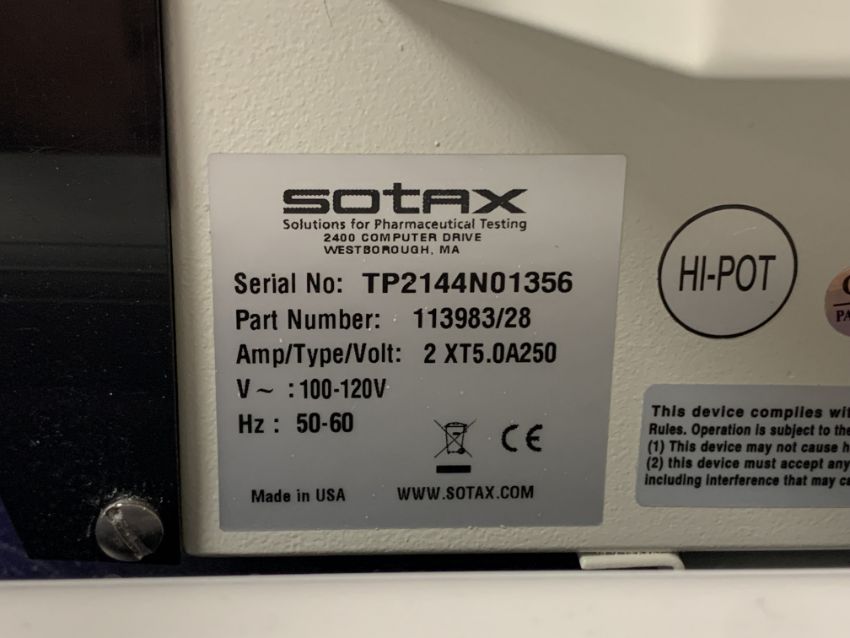 SOTAX
Solutions for Pharmaceutical Testing
2400 COMPUTER DRIVE
WESTBOROUGH, MA
Serial No: TP2144N01356
Part Number: 113983/28
Amp/Type/Volt: 2 XT5.0A250
V ~ : 100-120V
Hz : 50-60
CE
Made in USA WWW.SOTAX.COM
HI-POT
This device complies
Rules. Operation is subject to the
(1) This device may not cause
(2) this device must accept any
including interference that may